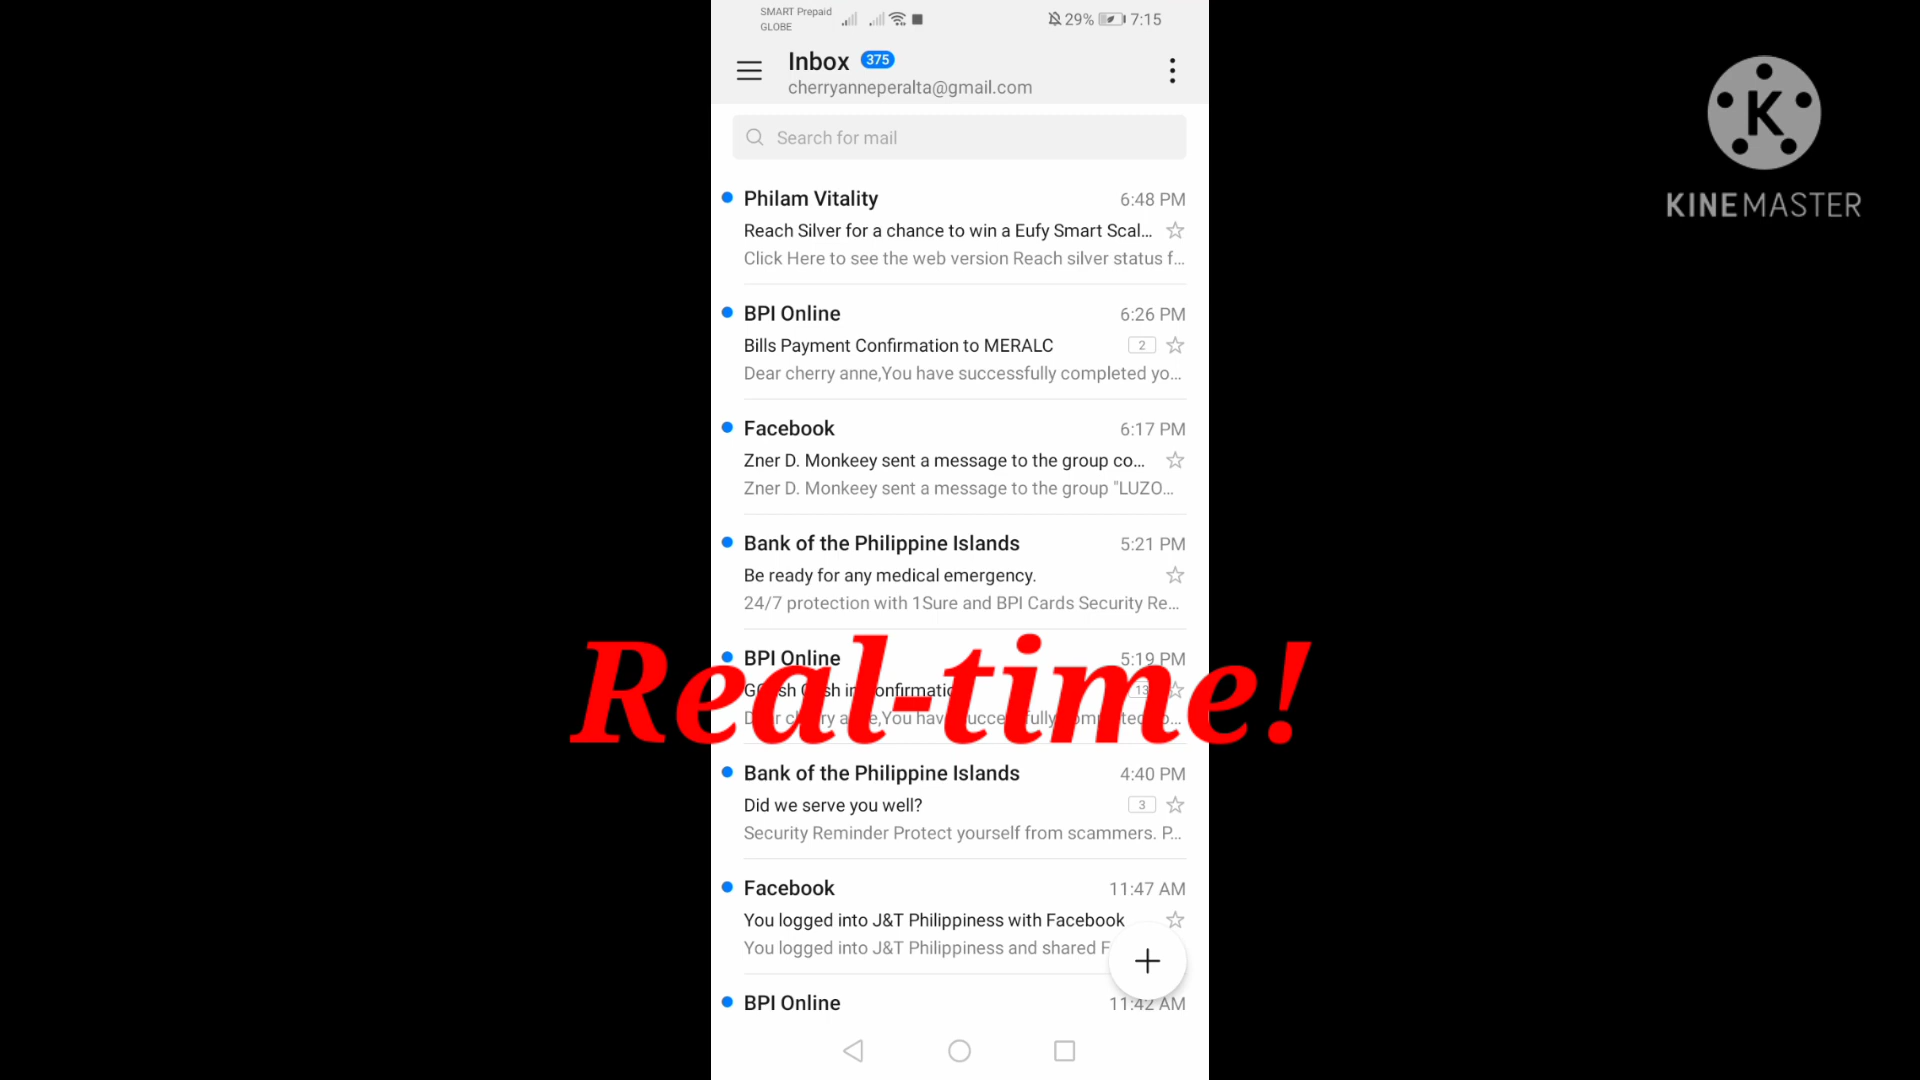 SMART Prepaid
GLOBE
29% 7:15
Inbox 375
cherryanneperalta@gmail.com
Search for mail
Philam Vitality 6:48 PM
Reach Silver for a chance to win a Eufy Smart Scal...
Click Here to see the web version Reach silver status f...
BPI Online 6:26 PM
Bills Payment Confirmation to MERALC 2
Dear cherry anne,You have successfully completed yo...
Facebook 6:17 PM
Zner D. Monkeey sent a message to the group co...
Zner D. Monkeey sent a message to the group "LUZO...
Bank of the Philippine Islands 5:21 PM
Be ready for any medical emergency.
24/7 protection with 1Sure and BPI Cards Security Re...
BPI Online 5:19 PM
Real-time!
Bank of the Philippine Islands 4:40 PM
Did we serve you well? 3
Security Reminder Protect yourself from scammers. P...
Facebook 11:47 AM
You logged into J&T Philippiness with Facebook
You logged into J&T Philippiness and shared F
BPI Online 11:42 AM
K
KINEMASTER